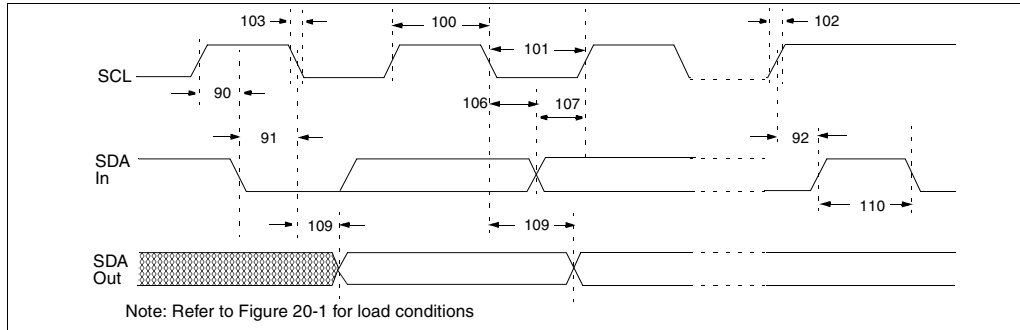 103
100
102
101
SCL
90
106
107
91
92
SDA
In
110
109
109
SDA
Out
Note: Refer to Figure 20-1 for load conditions